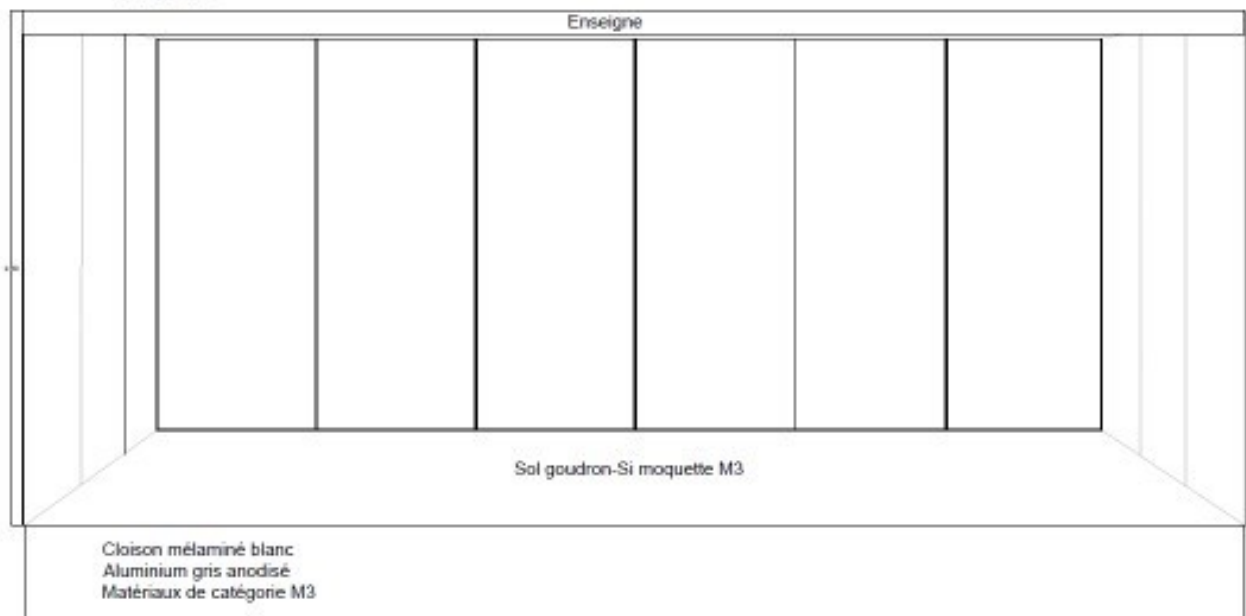 Enseigne
Sol goudron-Si moquette M3
Cloison mélaminé blanc
Aluminium gris anodisé
Matériaux de catégorie M3